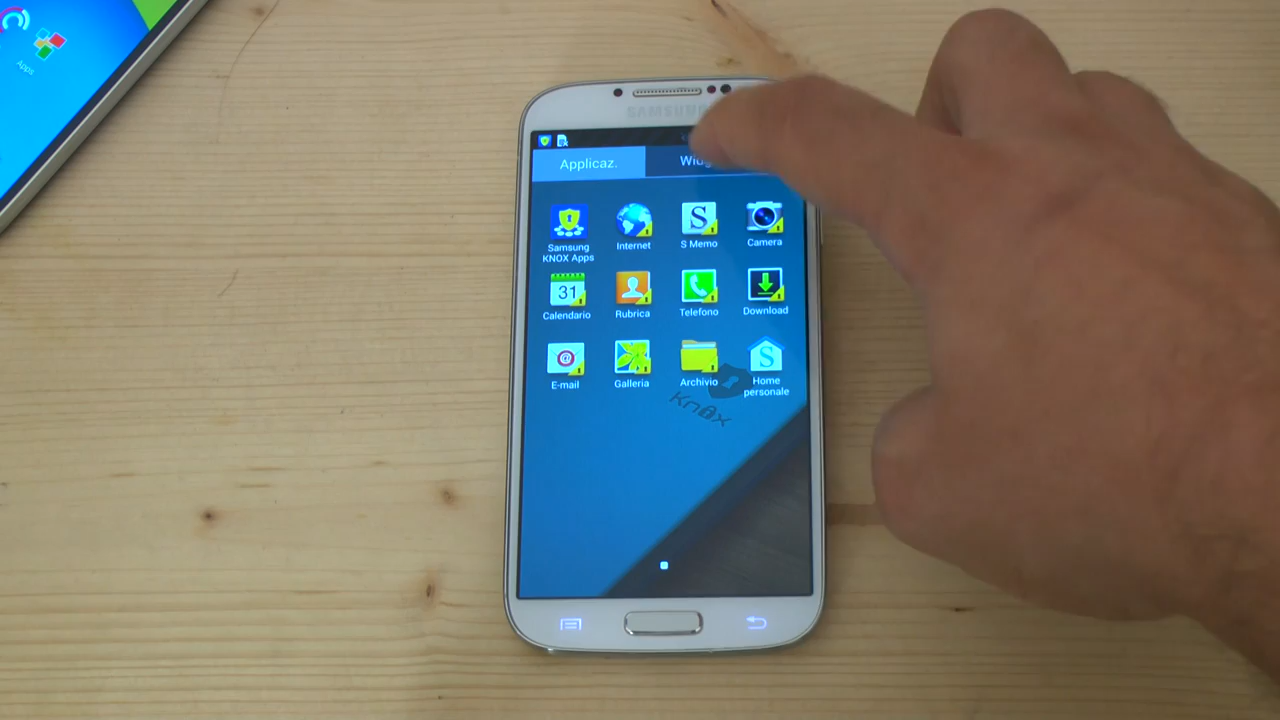 Apps
SAMSUNG
Applicaz.
Samsung
KNOX Apps
Internet
S Memo
Camera
31
Calendario
Rubrica
Telefono
Download
E-mail
Galleria
Archivio
Home
personale
Knox